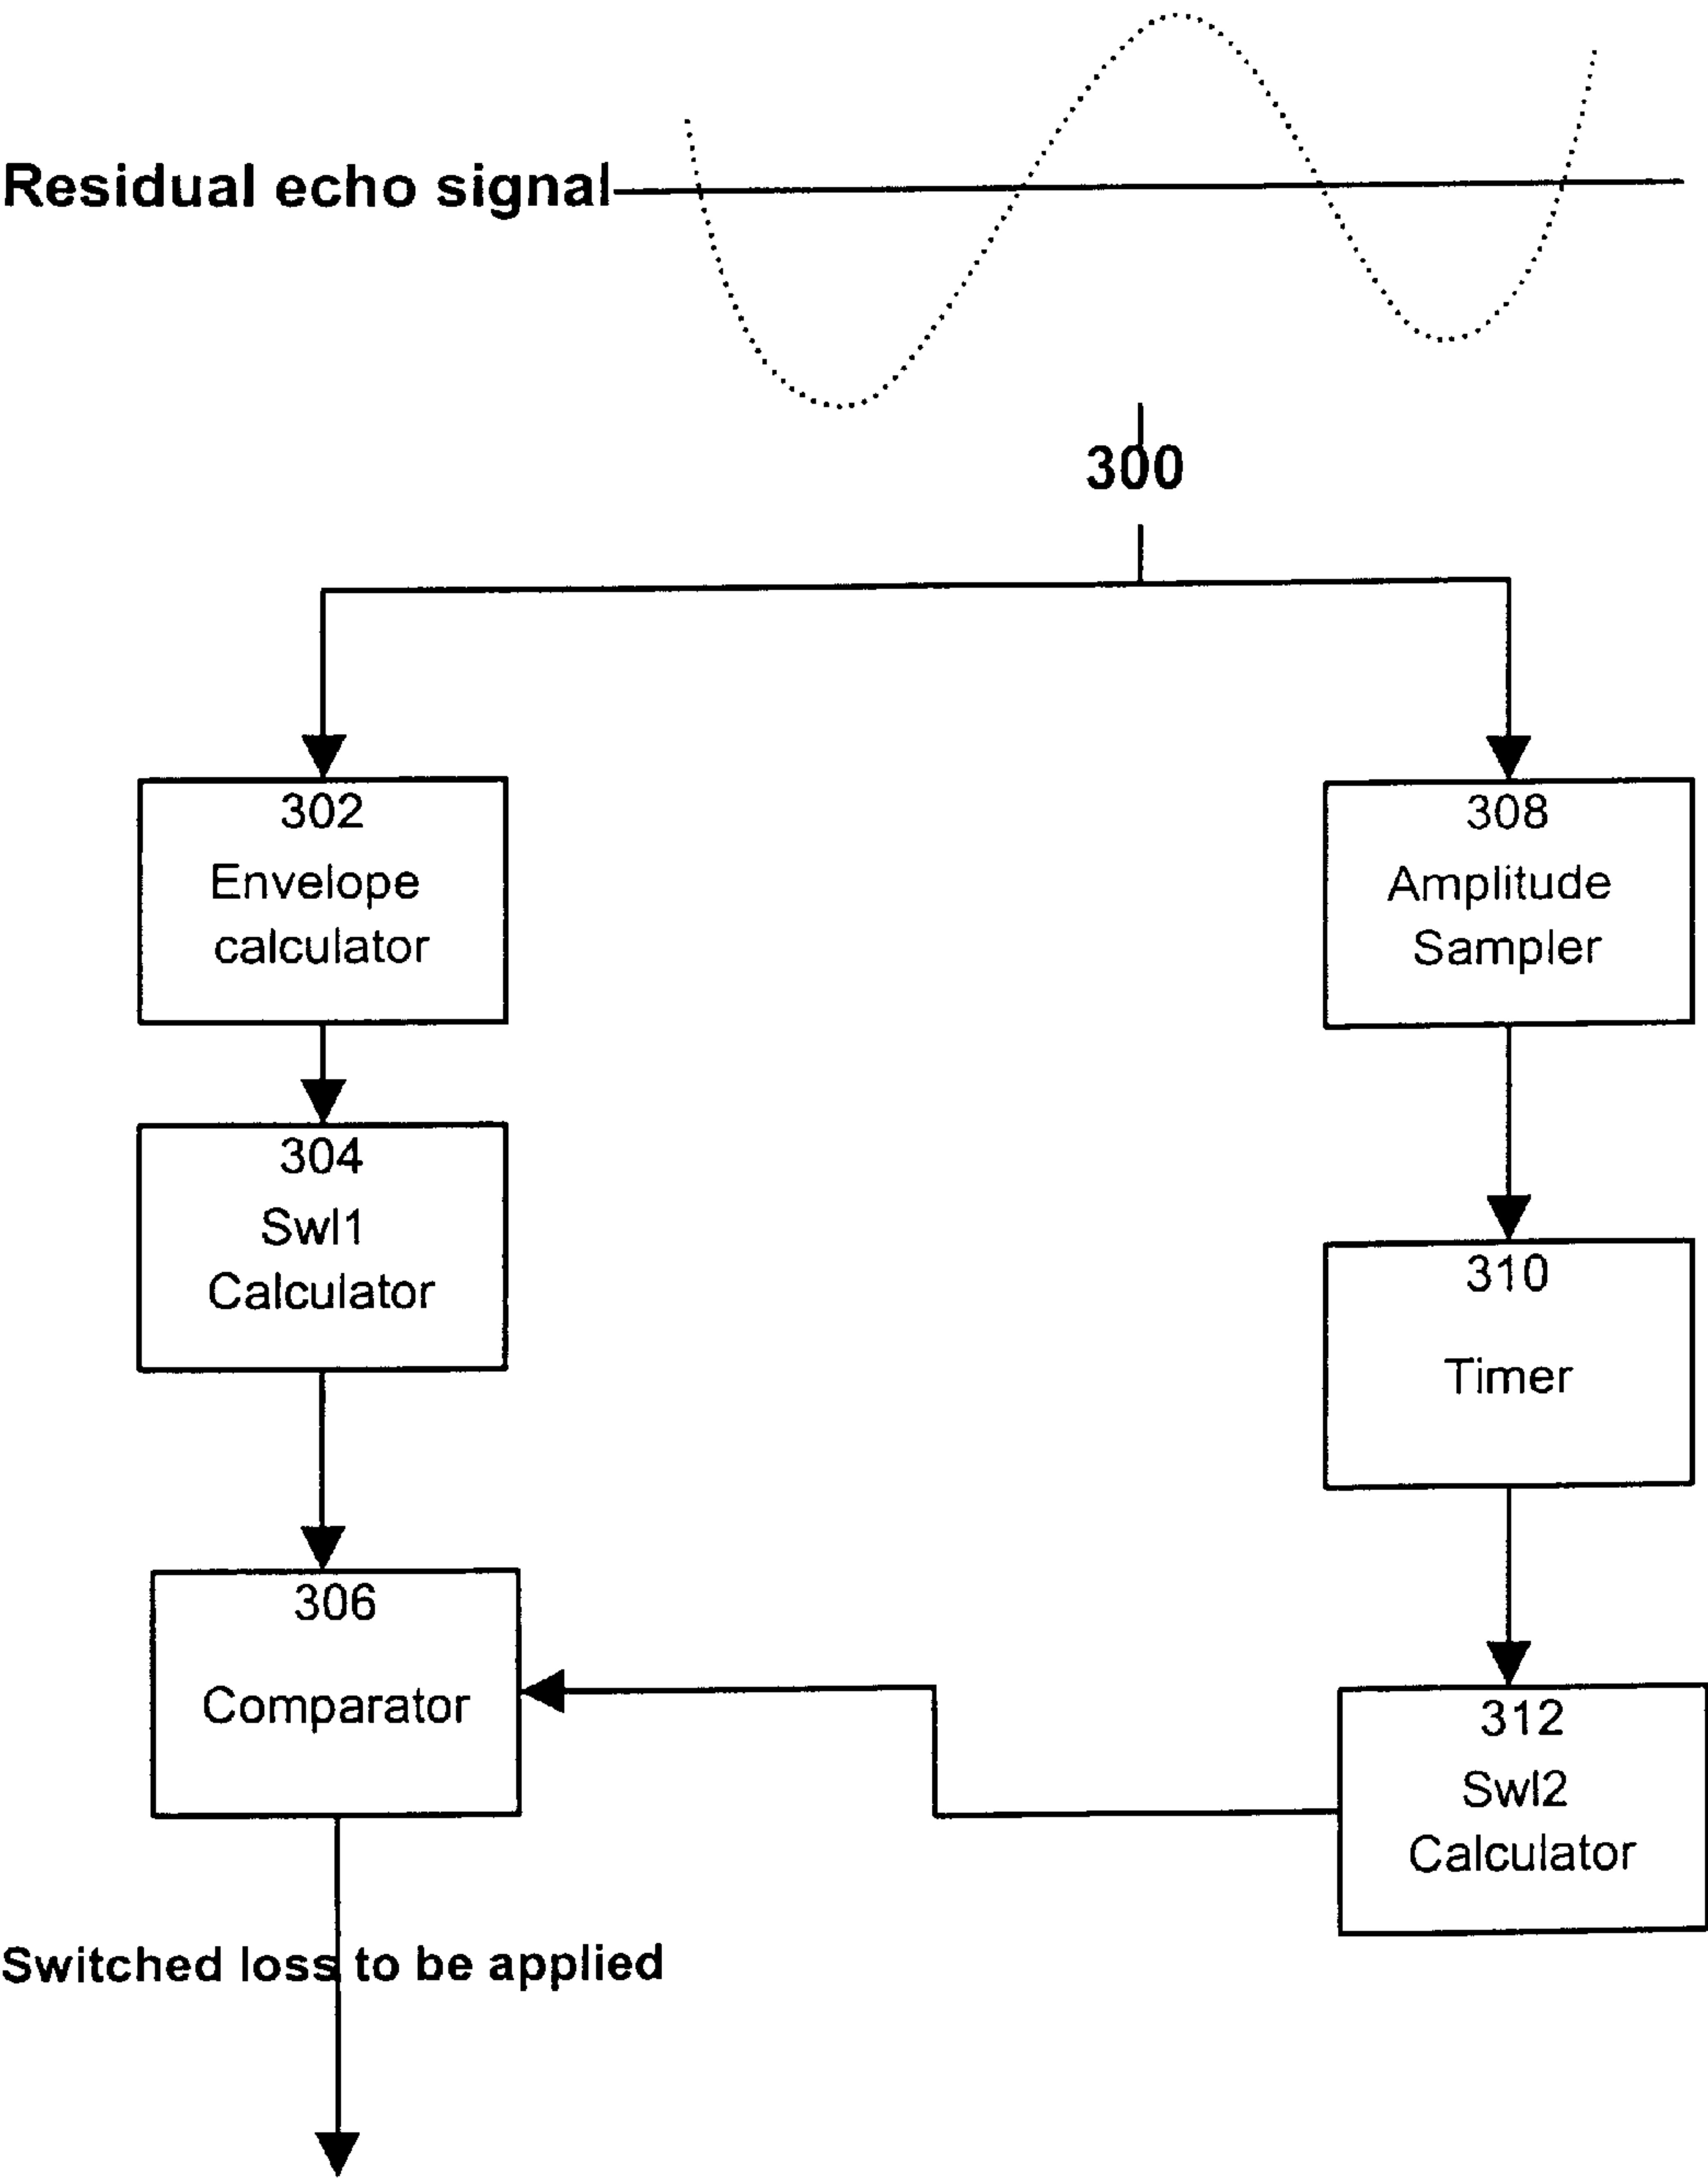 Residual echo signal
300
302
Envelope
calculator
308
Amplitude
Sampler
304
Swl1
Calculator
310
Timer
306
Comparator
312
Swl2
Calculator
Switched loss to be applied